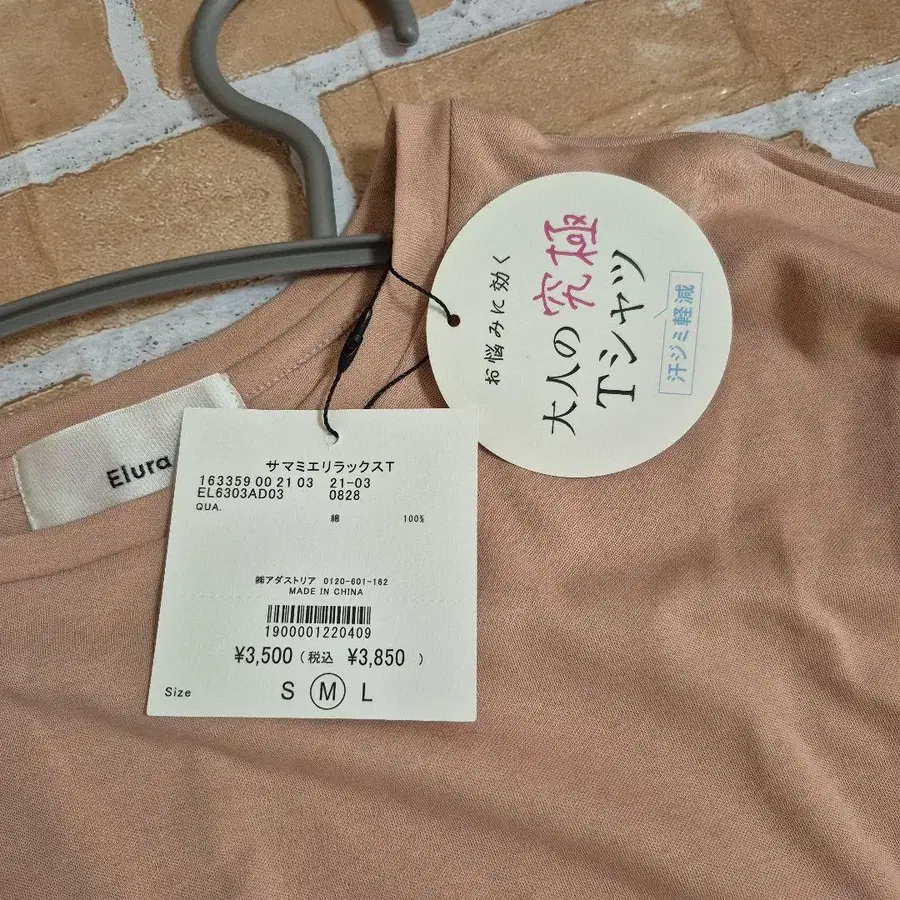 お悩みに効く
大人の究極
Tシャツ
汗ジミ軽減
Elura
サマミエリラックスT
163359 00 21 03 21-03
EL6303AD03 0828
QUA.
綿 100%
㈱アダストリア 0120-601-162
MADE IN CHINA
1900001220409
¥3,500 (税込 ¥3,850 )
Size S M L